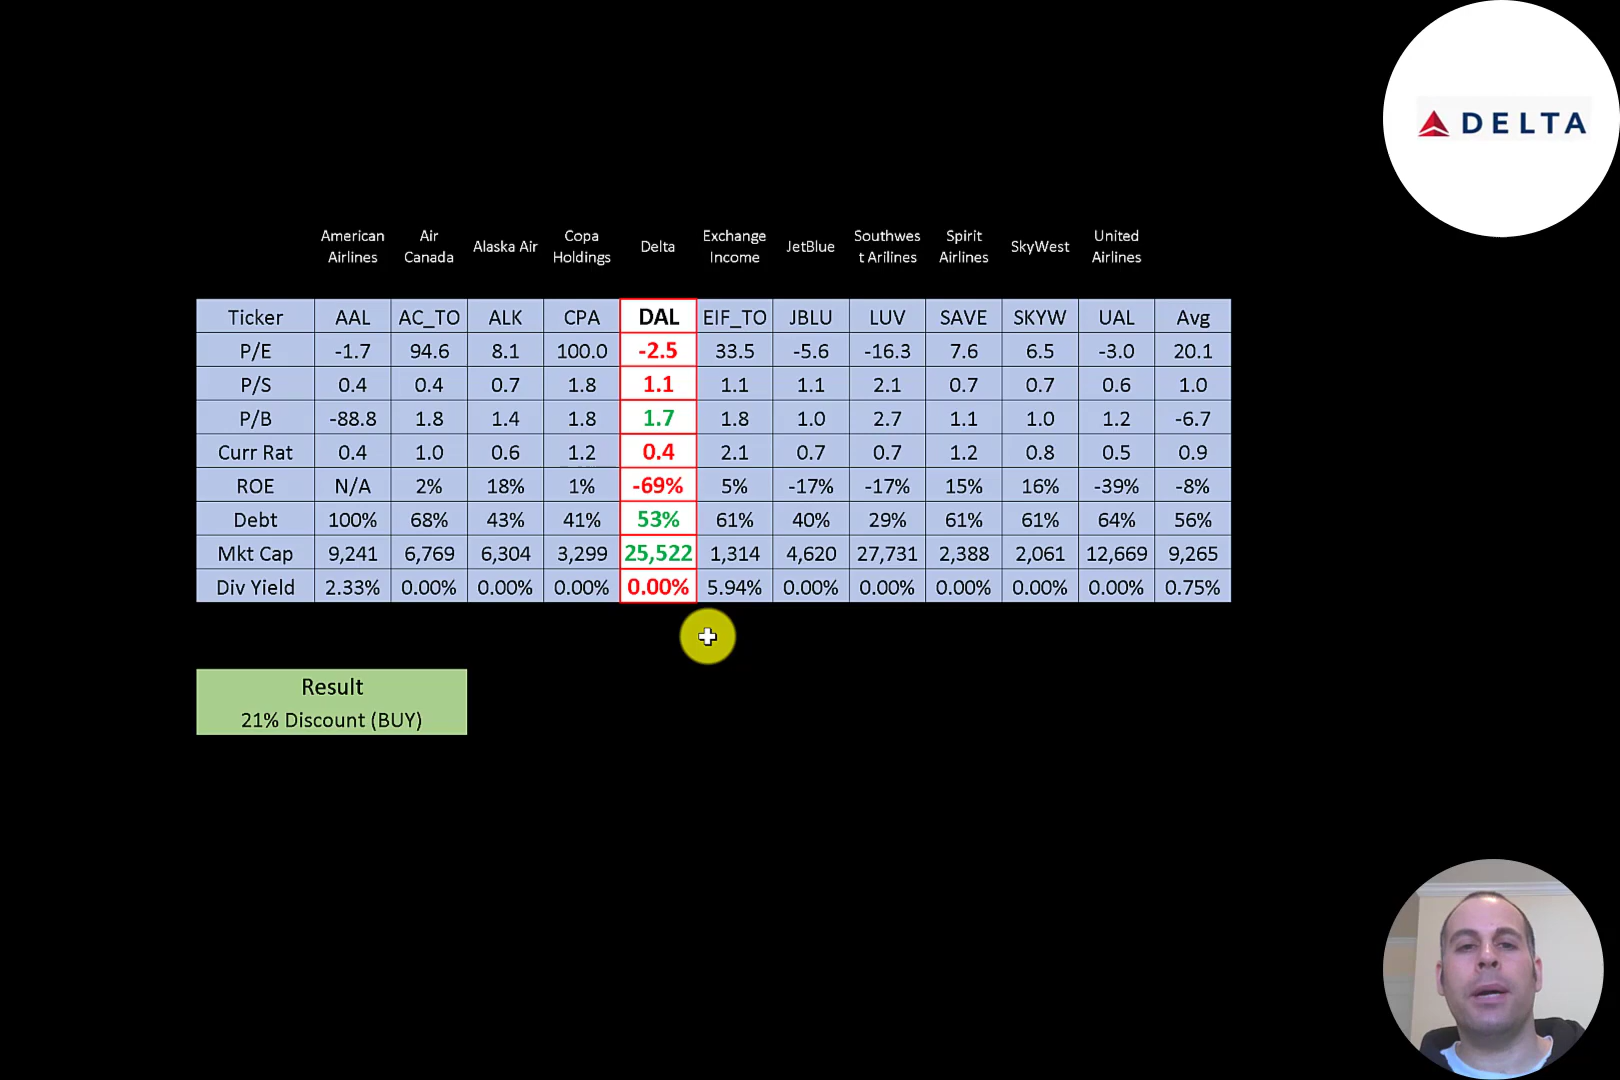 DELTA
American Airlines
Air Canada
Alaska Air
Copa Holdings
Delta
Exchange Income
JetBlue
Southwes t Arilines
Spirit Airlines
SkyWest
United Airlines
Ticker AAL AC_TO ALK CPA DAL EIF_TO JBLU LUV SAVE SKYW UAL Avg
P/E -1.7 94.6 8.1 100.0 -2.5 33.5 -5.6 -16.3 7.6 6.5 -3.0 20.1
P/S 0.4 0.4 0.7 1.8 1.1 1.1 1.1 2.1 0.7 0.7 0.6 1.0
P/B -88.8 1.8 1.4 1.8 1.7 1.8 1.0 2.7 1.1 1.0 1.2 -6.7
Curr Rat 0.4 1.0 0.6 1.2 0.4 2.1 0.7 0.7 1.2 0.8 0.5 0.9
ROE N/A 2% 18% 1% -69% 5% -17% -17% 15% 16% -39% -8%
Debt 100% 68% 43% 41% 53% 61% 40% 29% 61% 61% 64% 56%
Mkt Cap 9,241 6,769 6,304 3,299 25,522 1,314 4,620 27,731 2,388 2,061 12,669 9,265
Div Yield 2.33% 0.00% 0.00% 0.00% 0.00% 5.94% 0.00% 0.00% 0.00% 0.00% 0.00% 0.75%
Result
21% Discount (BUY)